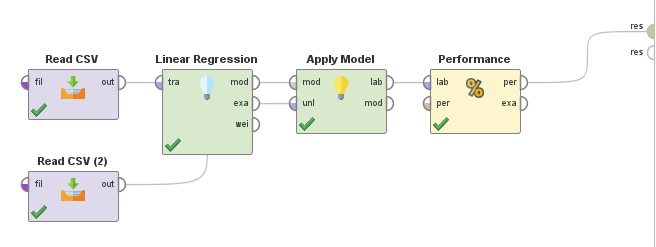 res
res
Read CSV
fil out
Linear Regression
tra mod
exa
wei
Apply Model
mod lab
unl mod
Performance
lab per
per exa
%
Read CSV (2)
fil out